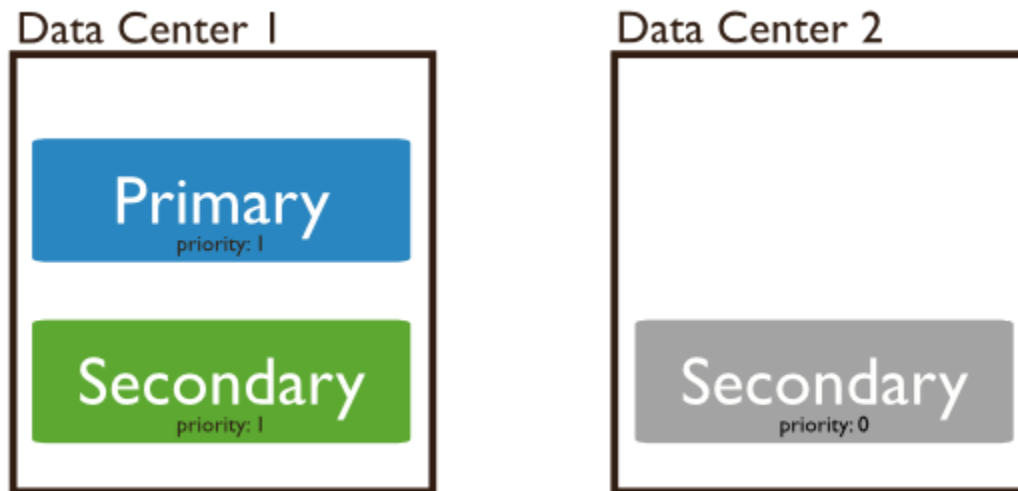 Data Center 1
Primary
priority: 1
Secondary
priority: 1
Data Center 2
Secondary
priority: 0